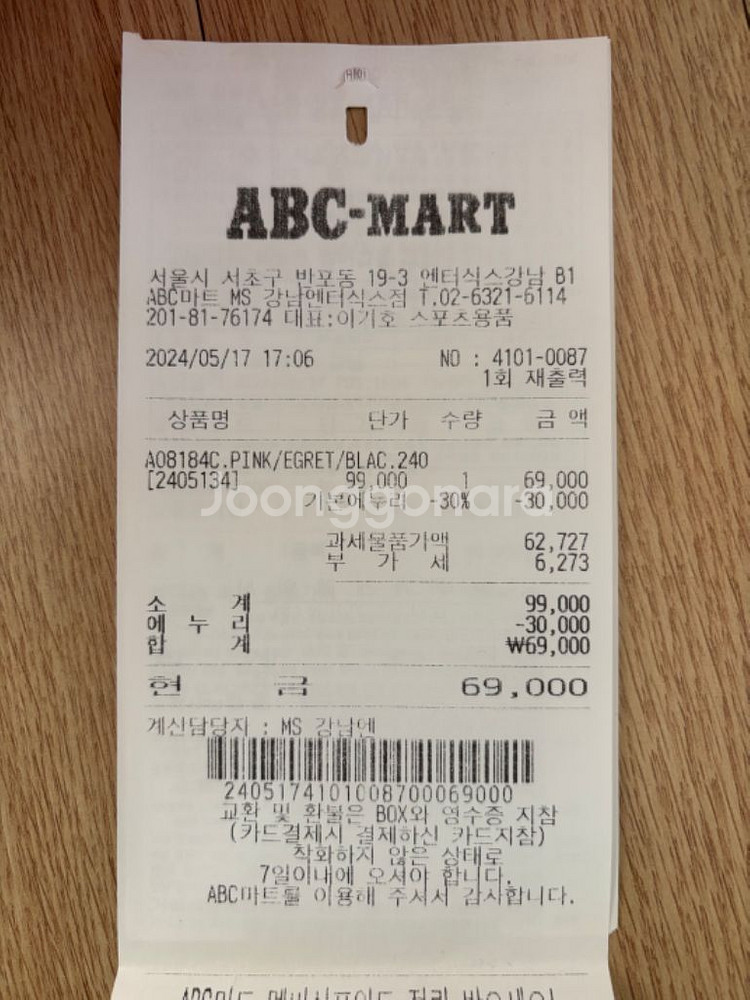 ABC-MART
서울시 서초구 반포동 19-3 엔터식스강남 B1
ABC마트 MS 강남엔터식스점 T.02-6321-6114
201-81-76174 대표:이기호 스포츠용품
2024/05/17 17:06 NO : 4101-0087
1회 재출력
상품명 단가 수량 금 액
A08184C.PINK/EGRET/BLAC.240
[2405134] 99,000 1 69,000
기본에누리 -30% -30,000
Joonggonara
과세물품가액 62,727
부 가 세 6,273
소 계 99,000
에 누 리 -30,000
합 계 ₩69,000
현 금 69,000
계산담당자 : MS 강남엔
2405174101008700069000
교환 및 환불은 BOX와 영수증 지참
(카드결제시 결제하신 카드지참)
착화하지 않은 상태로
7일이내에 오셔야 합니다.
ABC마트를 이용해 주셔서 감사합니다.